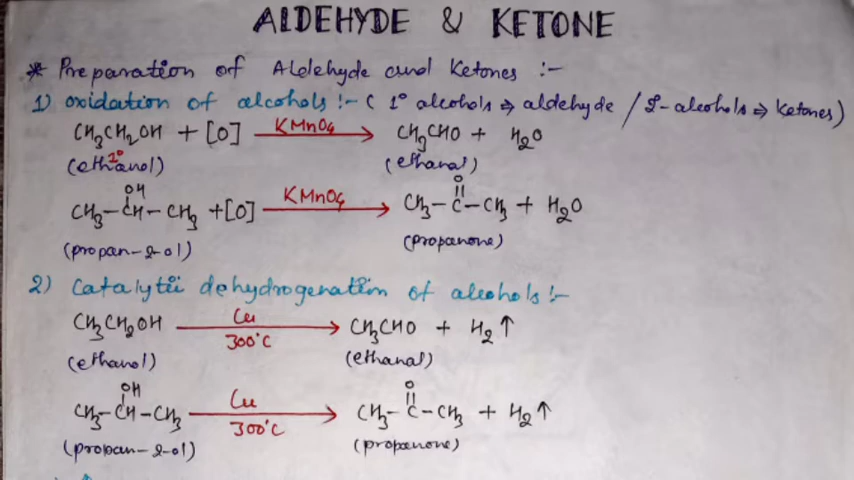 ALDEHYDE & KETONE
* Preparation of Aldehyde and Ketones :-
1) oxidation of alcohols :- ( 1° alcohols ⇒ aldehyde / 2-alcohols ⇒ ketones)
CH₃CH₂OH + [O] KMnO₄ → CH₃CHO + H₂O
1°
(ethanol) (ethanal)
OH O
CH₃-CH-CH₃ +[O] KMnO₄ → CH₃-C-CH₃ + H₂O
(propan-2-ol) (propanone)
2) Catalytic dehydrogenation of alcohols :-
CH₃CH₂OH Cu 300°C → CH₃CHO + H₂ ↑
(ethanol) (ethanal)
OH O
CH₃-CH-CH₃ Cu 300°C → CH₃-C-CH₃ + H₂ ↑
(propan-2-ol) (propanone)